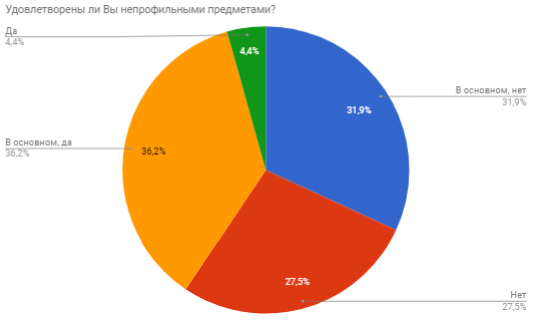 Удовлетворены ли Вы непрофильными предметами?
Да
4,4%
4,4%
В основном, нет
31,9%
31,9%
В основном, да
36,2%
36,2%
27,5%
Нет
27,5%